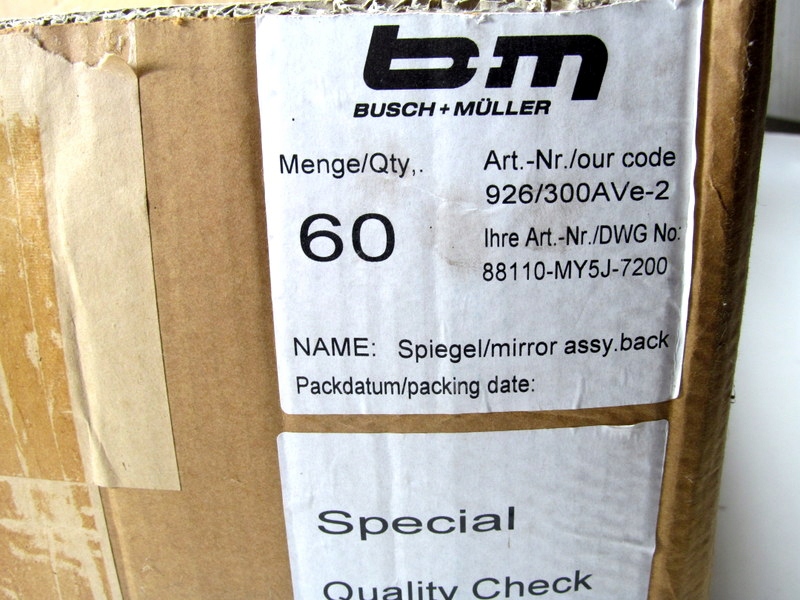 bm
BUSCH+MÜLLER
Menge/Qty,.
60
Art.-Nr./our code
926/300AVe-2
Ihre Art.-Nr./DWG No:
88110-MY5J-7200
NAME: Spiegel/mirror assy.back
Packdatum/packing date:
Special
Quality Check